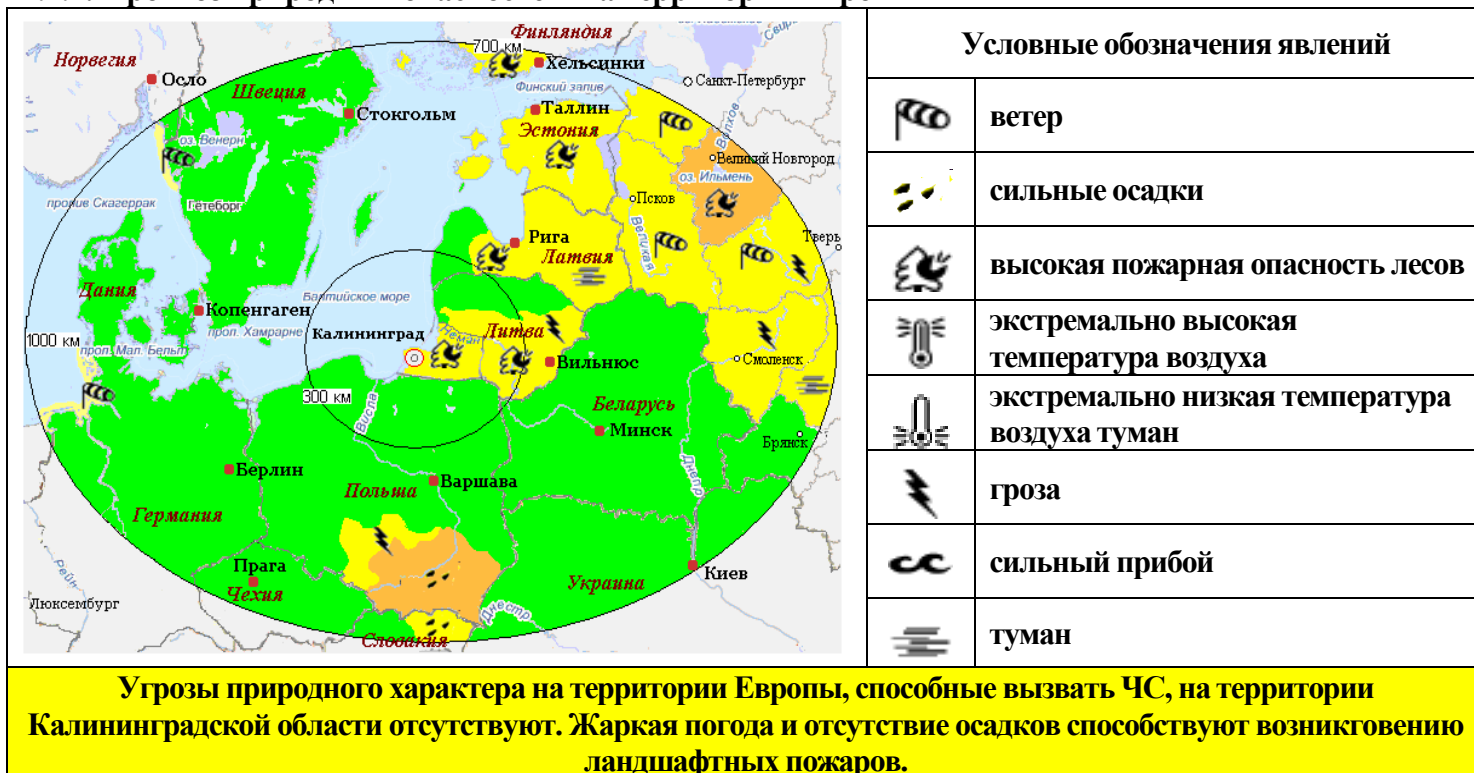 Норвегия
Осло
Швеция
Финляндия
700 км
Хельсинки
Свирь
Санкт-Петербург
Финский залив
Стокгольм
Таллин
Эстония
Волхов
Великий Новгород
оз. Ильмень
оз. Венерн
Псков
пролив Скагеррак
Гётеборг
Великая
Рига
Латвия
Тверь
Дания
Копенгаген
Балтийское море
Калининград
прол. Хамрарне
1000 км
прол. Мал. Бельт
Неман
Литва
Вильнюс
Смоленск
300 км
Висла
Беларусь
Минск
Брянск
Берлин
Варшава
Польша
Днепр
Германия
Прага
Чехия
Украина
Киев
Рейн
Люксембург
Днестр
Словакия
Условные обозначения явлений
ветер
сильные осадки
высокая пожарная опасность лесов
экстремально высокая
температура воздуха
экстремально низкая температура
воздуха туман
гроза
сильный прибой
туман
Угрозы природного характера на территории Европы, способные вызвать ЧС, на территории
Калининградской области отсутствуют. Жаркая погода и отсутствие осадков способствуют возникговению
ландшафтных пожаров.